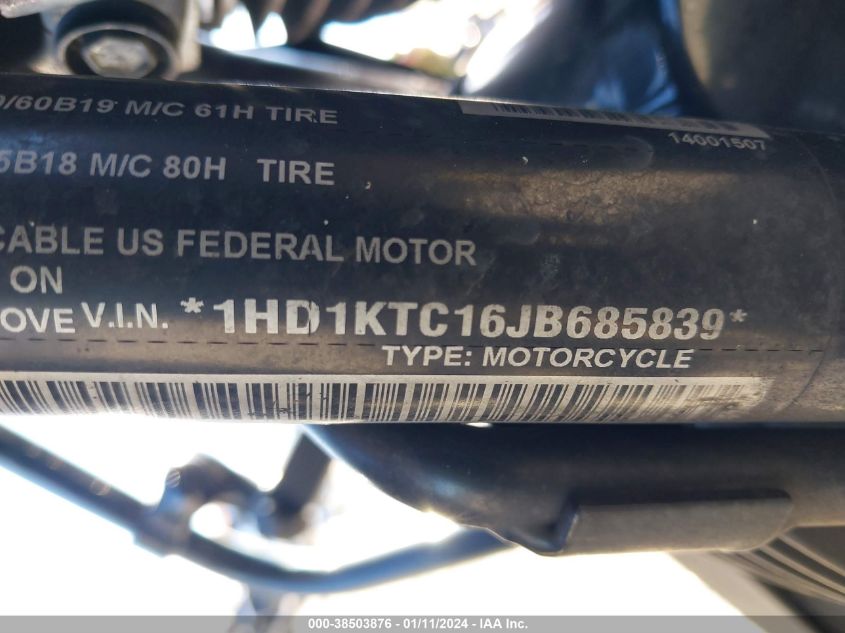 /60B19 M/C 61H TIRE
14001507
5B18 M/C 80H TIRE
CABLE US FEDERAL MOTOR
ON
OVE V.I.N. *1HD1KTC16JB685839*
TYPE: MOTORCYCLE
000-38503876 - 01/11/2024 - IAA Inc.